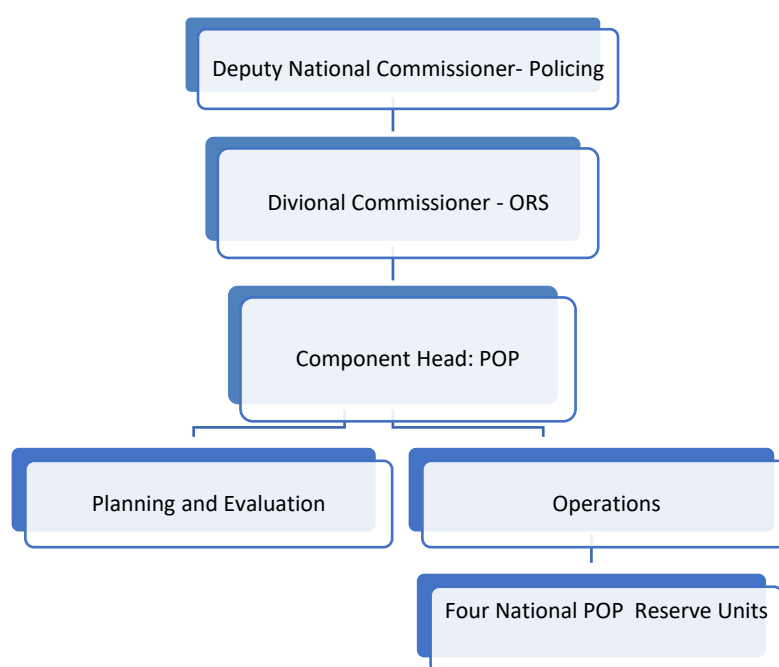 Deputy National Commissioner- Policing
Divional Commissioner - ORS
Component Head: POP
Planning and Evaluation
Operations
Four National POP Reserve Units